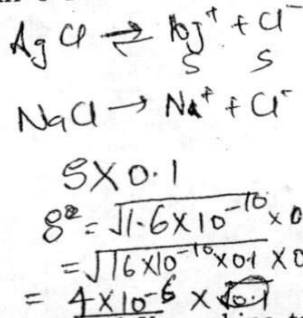 AgCl ⇌ Ag⁺ + Cl⁻
S S
NaCl → Na⁺ + Cl⁻
S×0.1
S² = √1.6×10⁻¹⁰ × 0
= √16×10⁻¹⁰×0.1 × 0
= 4×10⁻⁶ × √0.1